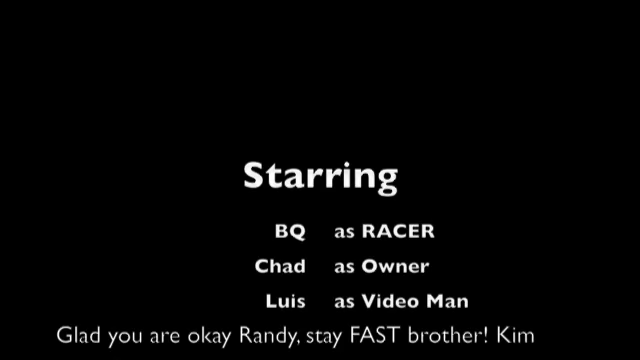 Starring
BQ as RACER
Chad as Owner
Luis as Video Man
Glad you are okay Randy, stay FAST brother! Kim